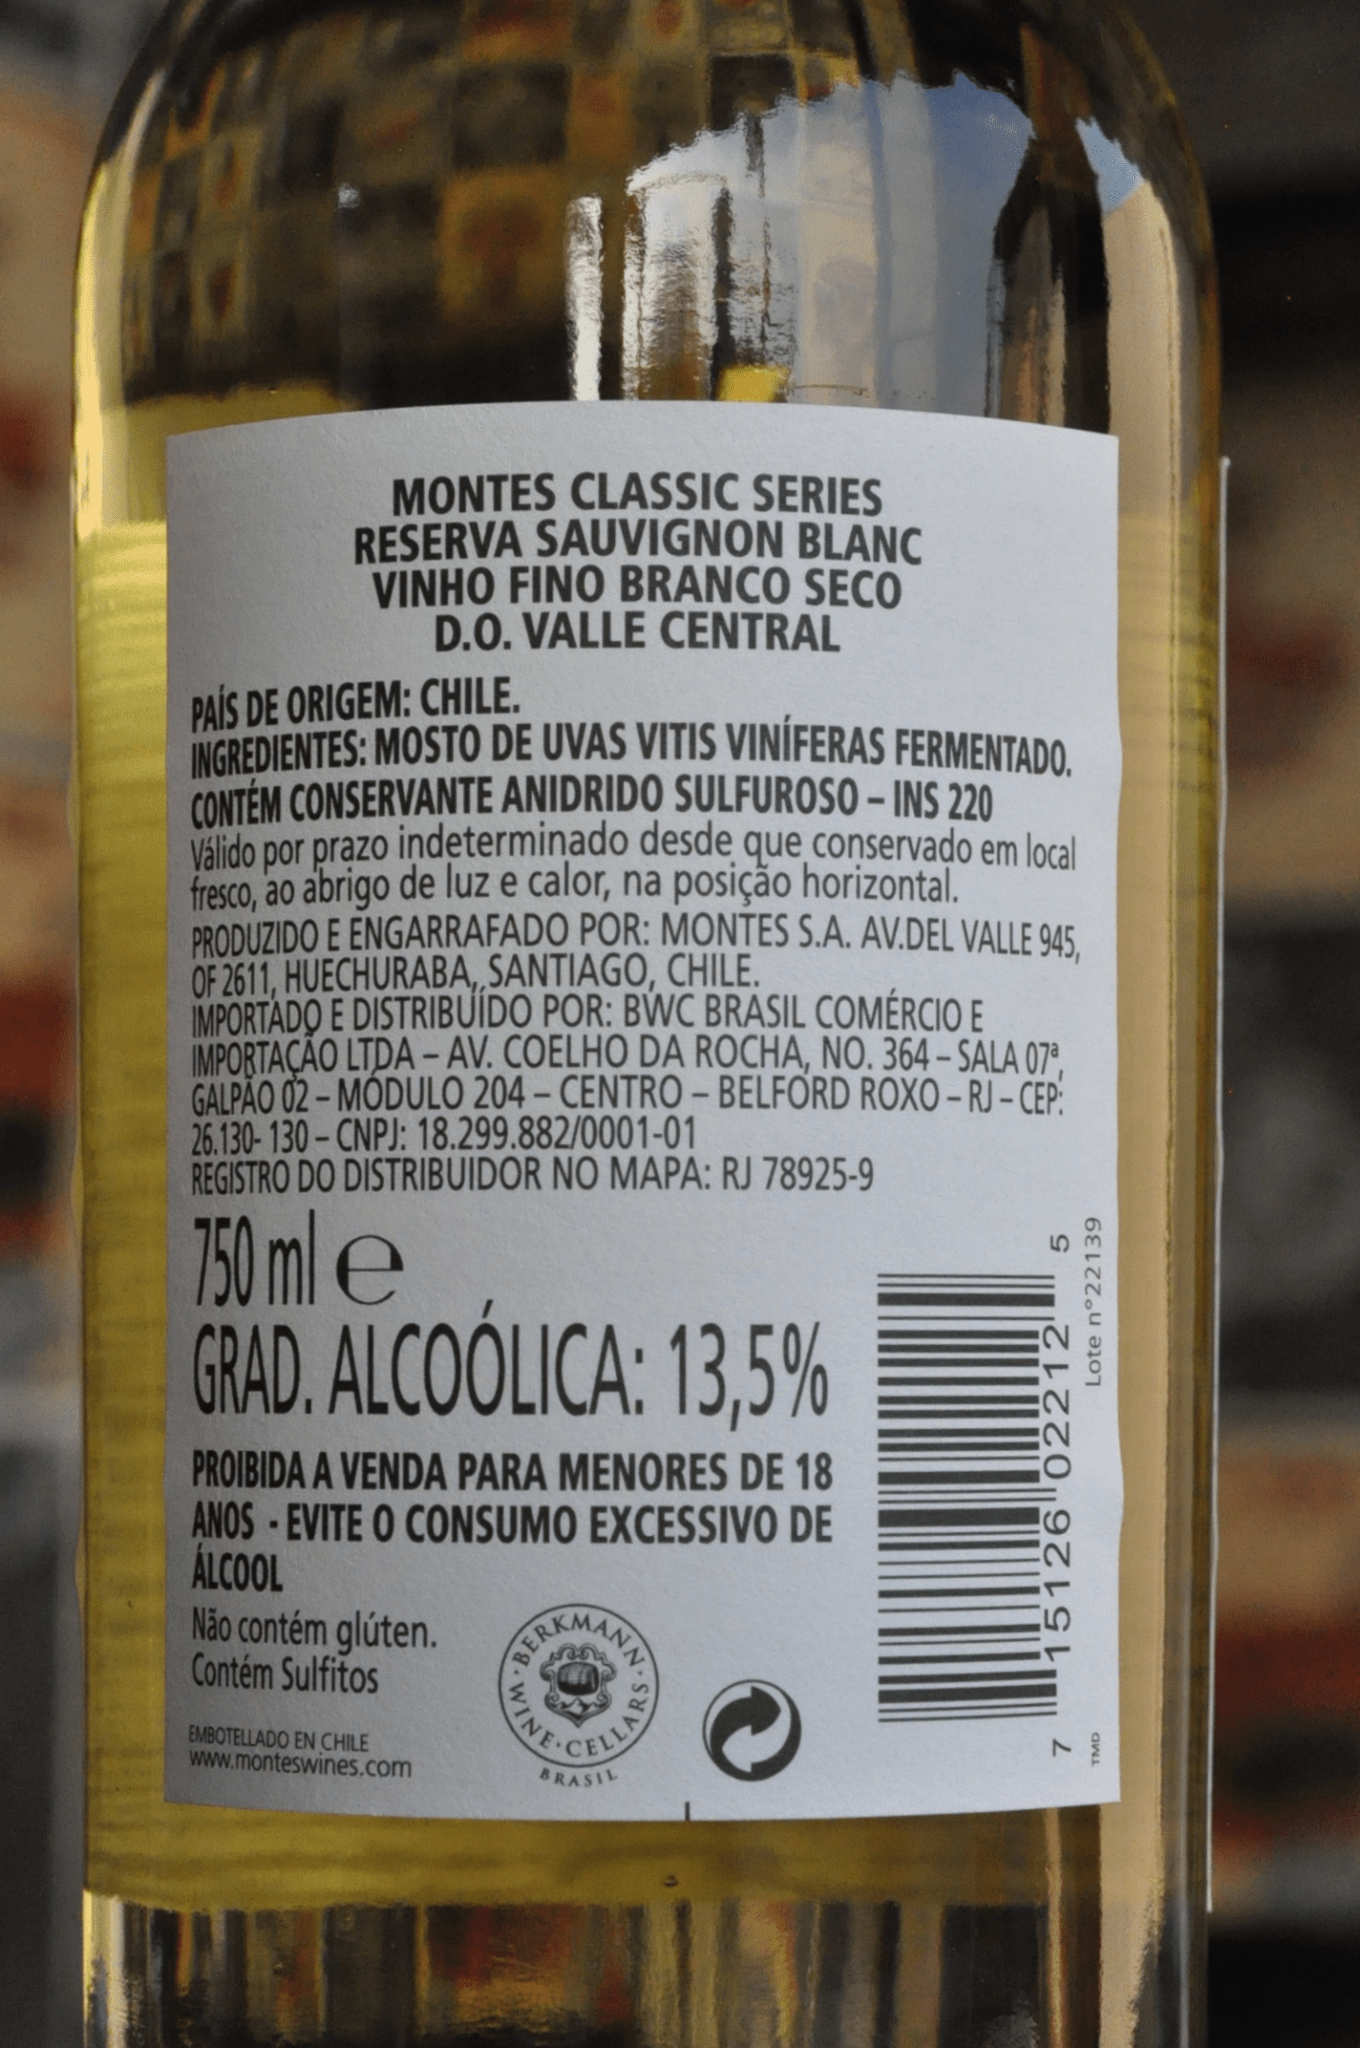 MONTES CLASSIC SERIES
RESERVA SAUVIGNON BLANC
VINHO FINO BRANCO SECO
D.O. VALLE CENTRAL
PAÍS DE ORIGEM: CHILE.
INGREDIENTES: MOSTO DE UVAS VITIS VINÍFERAS FERMENTADO.
CONTÉM CONSERVANTE ANIDRIDO SULFUROSO – INS 220
Válido por prazo indeterminado desde que conservado em local
fresco, ao abrigo de luz e calor, na posição horizontal.
PRODUZIDO E ENGARRAFADO POR: MONTES S.A. AV.DEL VALLE 945,
OF 2611, HUECHURABA, SANTIAGO, CHILE.
IMPORTADO E DISTRIBUÍDO POR: BWC BRASIL COMÉRCIO E
IMPORTAÇÃO LTDA – AV. COELHO DA ROCHA, NO. 364 – SALA 07ª,
GALPÃO 02 – MÓDULO 204 – CENTRO – BELFORD ROXO – RJ – CEP:
26.130- 130 – CNPJ: 18.299.882/0001-01
REGISTRO DO DISTRIBUIDOR NO MAPA: RJ 78925-9
750 ml e
GRAD. ALCOÓLICA: 13,5%
PROIBIDA A VENDA PARA MENORES DE 18
ANOS - EVITE O CONSUMO EXCESSIVO DE
ÁLCOOL
Não contém glúten.
Contém Sulfitos
EMBOTELLADO EN CHILE
www.monteswines.com
BERKMANN · WINE · CELLARS
BRASIL
7 15126 02212 5
Lote n°22139
TMD